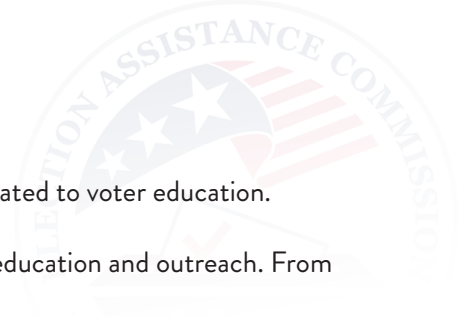 ELECTION ASSISTANCE COMMISSION
ated to voter education.
education and outreach. From